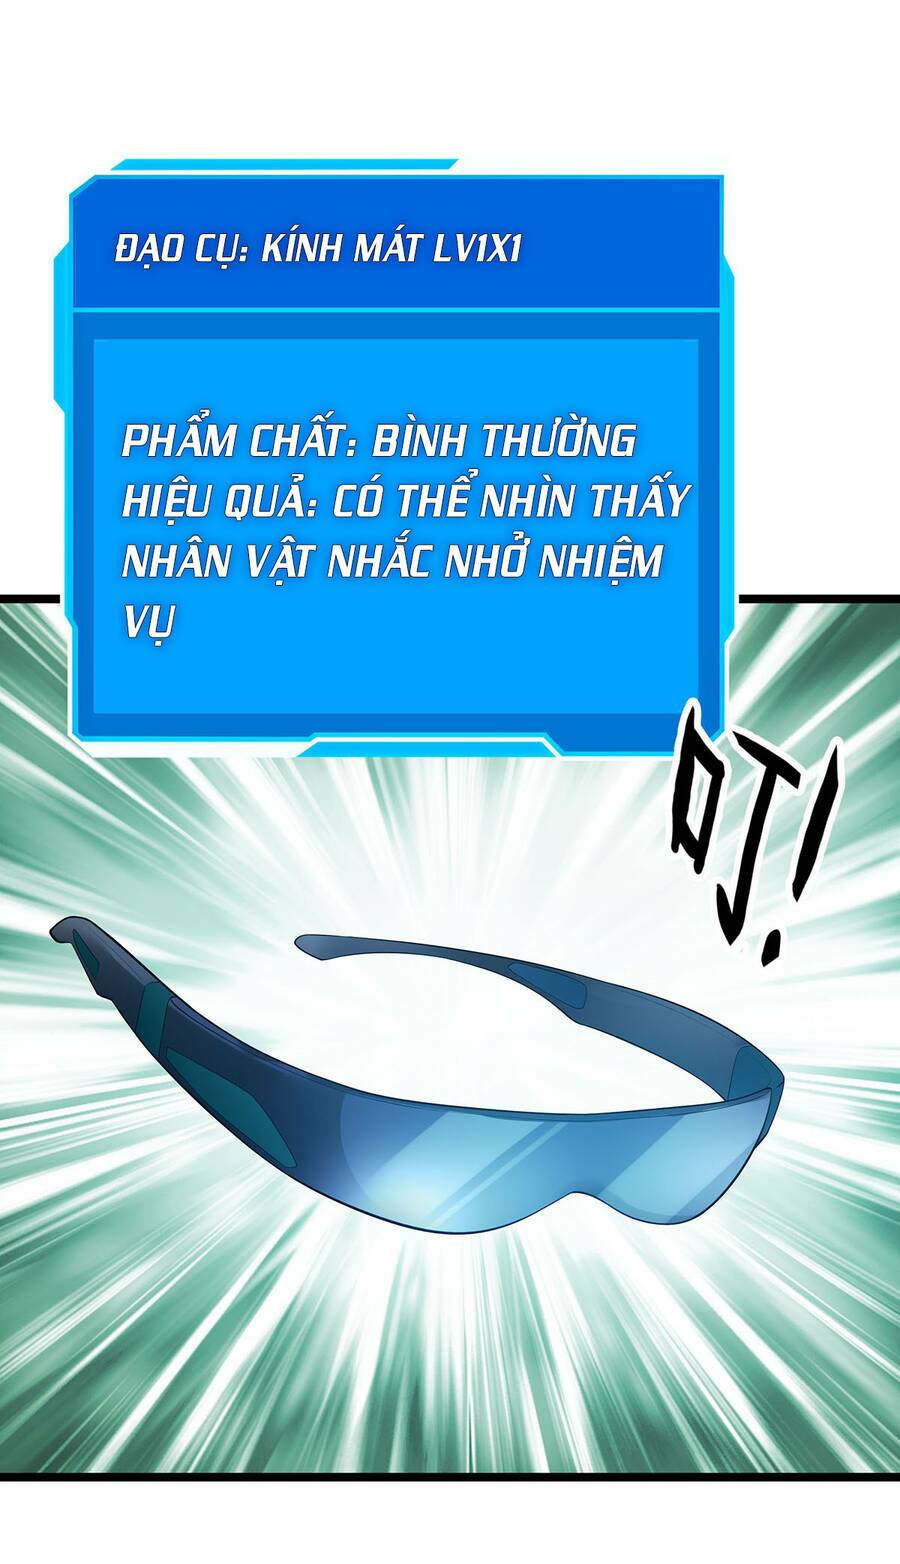 ĐẠO CỤ: KÍNH MÁT LV1X1
PHẨM CHẤT: BÌNH THƯỜNG
HIỆU QUẢ: CÓ THỂ NHÌN THẤY
NHÂN VẬT NHẮC NHỞ NHIỆM
VỤ
叮!